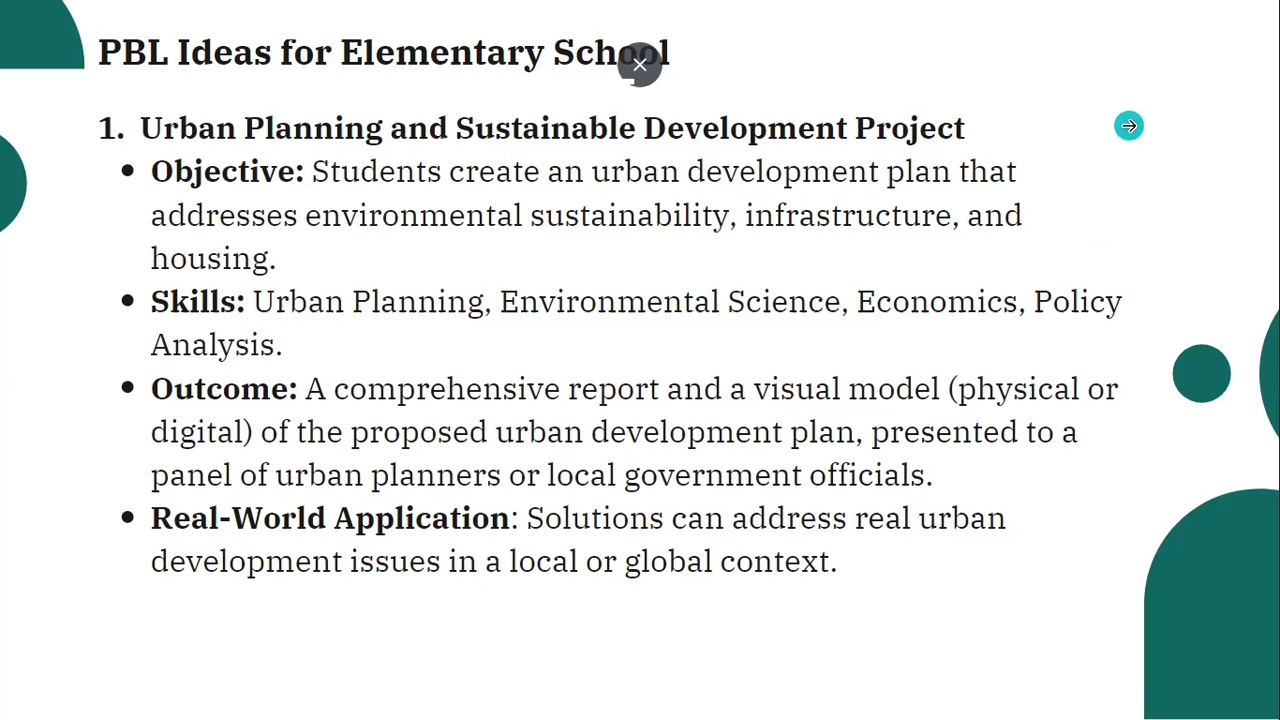 PBL Ideas for Elementary School
1. Urban Planning and Sustainable Development Project
• Objective: Students create an urban development plan that
addresses environmental sustainability, infrastructure, and
housing.
• Skills: Urban Planning, Environmental Science, Economics, Policy
Analysis.
• Outcome: A comprehensive report and a visual model (physical or
digital) of the proposed urban development plan, presented to a
panel of urban planners or local government officials.
• Real-World Application: Solutions can address real urban
development issues in a local or global context.